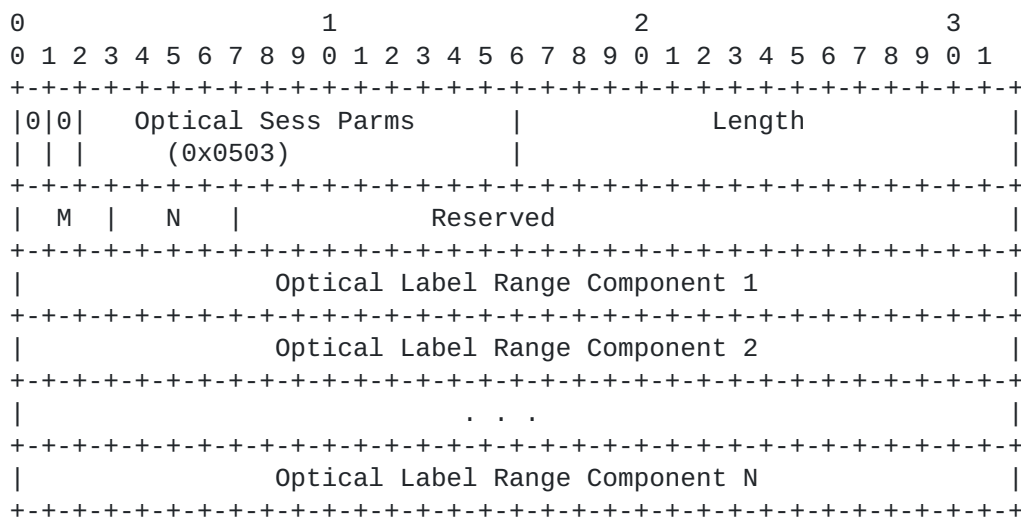 0                   1                   2                   3
0 1 2 3 4 5 6 7 8 9 0 1 2 3 4 5 6 7 8 9 0 1 2 3 4 5 6 7 8 9 0 1
+-+-+-+-+-+-+-+-+-+-+-+-+-+-+-+-+-+-+-+-+-+-+-+-+-+-+-+-+-+-+-+-+
|0|0|   Optical Sess Parms      |            Length             |
| | |     (0x0503)              |                               |
+-+-+-+-+-+-+-+-+-+-+-+-+-+-+-+-+-+-+-+-+-+-+-+-+-+-+-+-+-+-+-+-+
|  M  |   N   |            Reserved                             |
+-+-+-+-+-+-+-+-+-+-+-+-+-+-+-+-+-+-+-+-+-+-+-+-+-+-+-+-+-+-+-+-+
|                Optical Label Range Component 1                |
+-+-+-+-+-+-+-+-+-+-+-+-+-+-+-+-+-+-+-+-+-+-+-+-+-+-+-+-+-+-+-+-+
|                Optical Label Range Component 2                |
+-+-+-+-+-+-+-+-+-+-+-+-+-+-+-+-+-+-+-+-+-+-+-+-+-+-+-+-+-+-+-+-+
|                            . . .                              |
+-+-+-+-+-+-+-+-+-+-+-+-+-+-+-+-+-+-+-+-+-+-+-+-+-+-+-+-+-+-+-+-+
|                Optical Label Range Component N                |
+-+-+-+-+-+-+-+-+-+-+-+-+-+-+-+-+-+-+-+-+-+-+-+-+-+-+-+-+-+-+-+-+